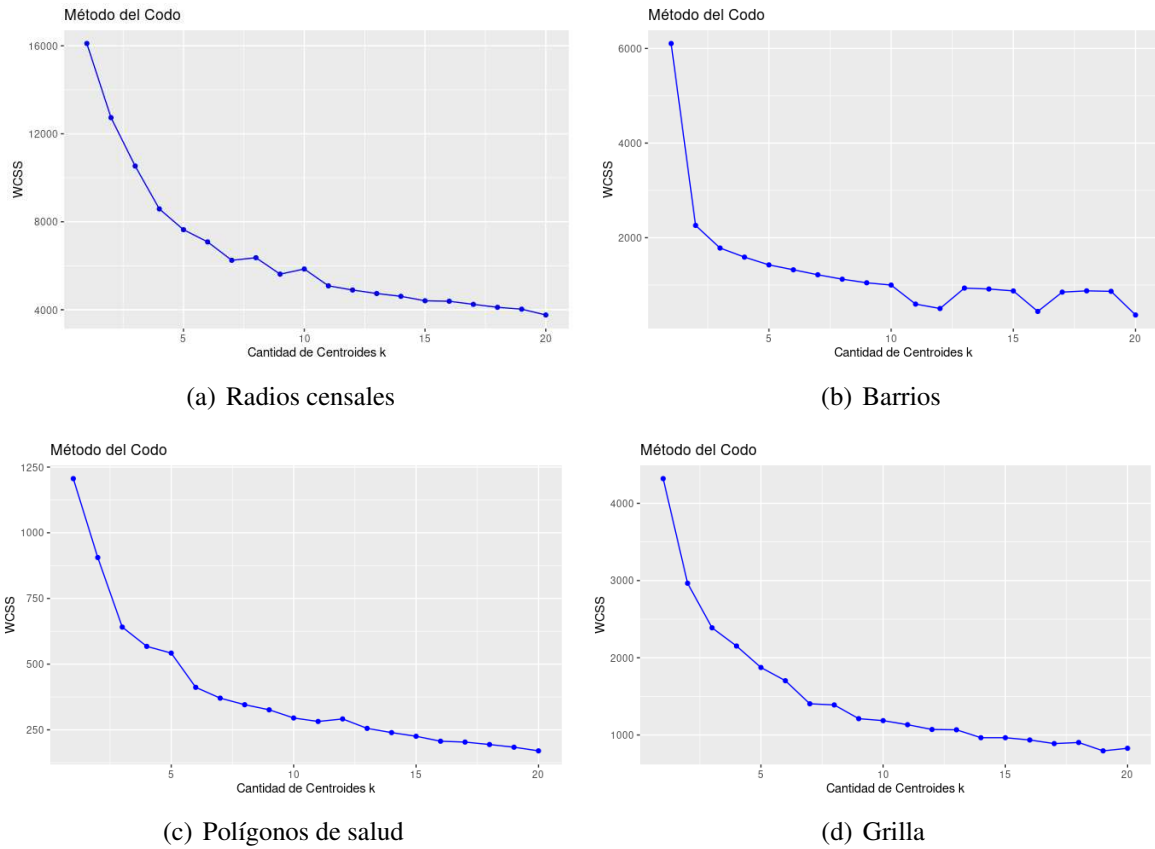 Método del Codo
16000
12000
8000
4000
WCSS
5 10 15 20
Cantidad de Centroides k
(a) Radios censales
Método del Codo
6000
4000
2000
WCSS
5 10 15 20
Cantidad de Centroides k
(b) Barrios
Método del Codo
1250
1000
750
500
250
WCSS
5 10 15 20
Cantidad de Centroides k
(c) Polígonos de salud
Método del Codo
4000
3000
2000
1000
WCSS
5 10 15 20
Cantidad de Centroides k
(d) Grilla